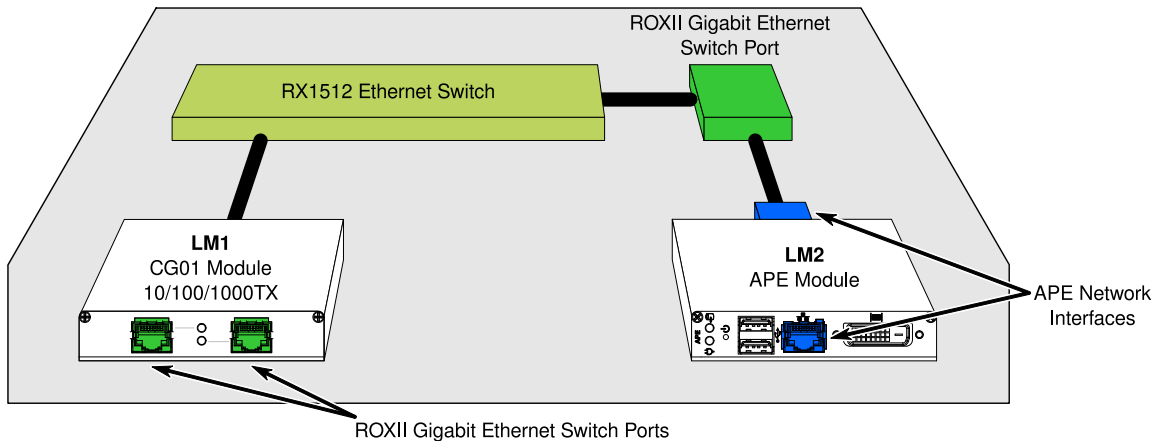 ROXII Gigabit Ethernet
Switch Port
RX1512 Ethernet Switch
LM1
CG01 Module
10/100/1000TX
LM2
APE Module
APE
APE Network
Interfaces
ROXII Gigabit Ethernet Switch Ports